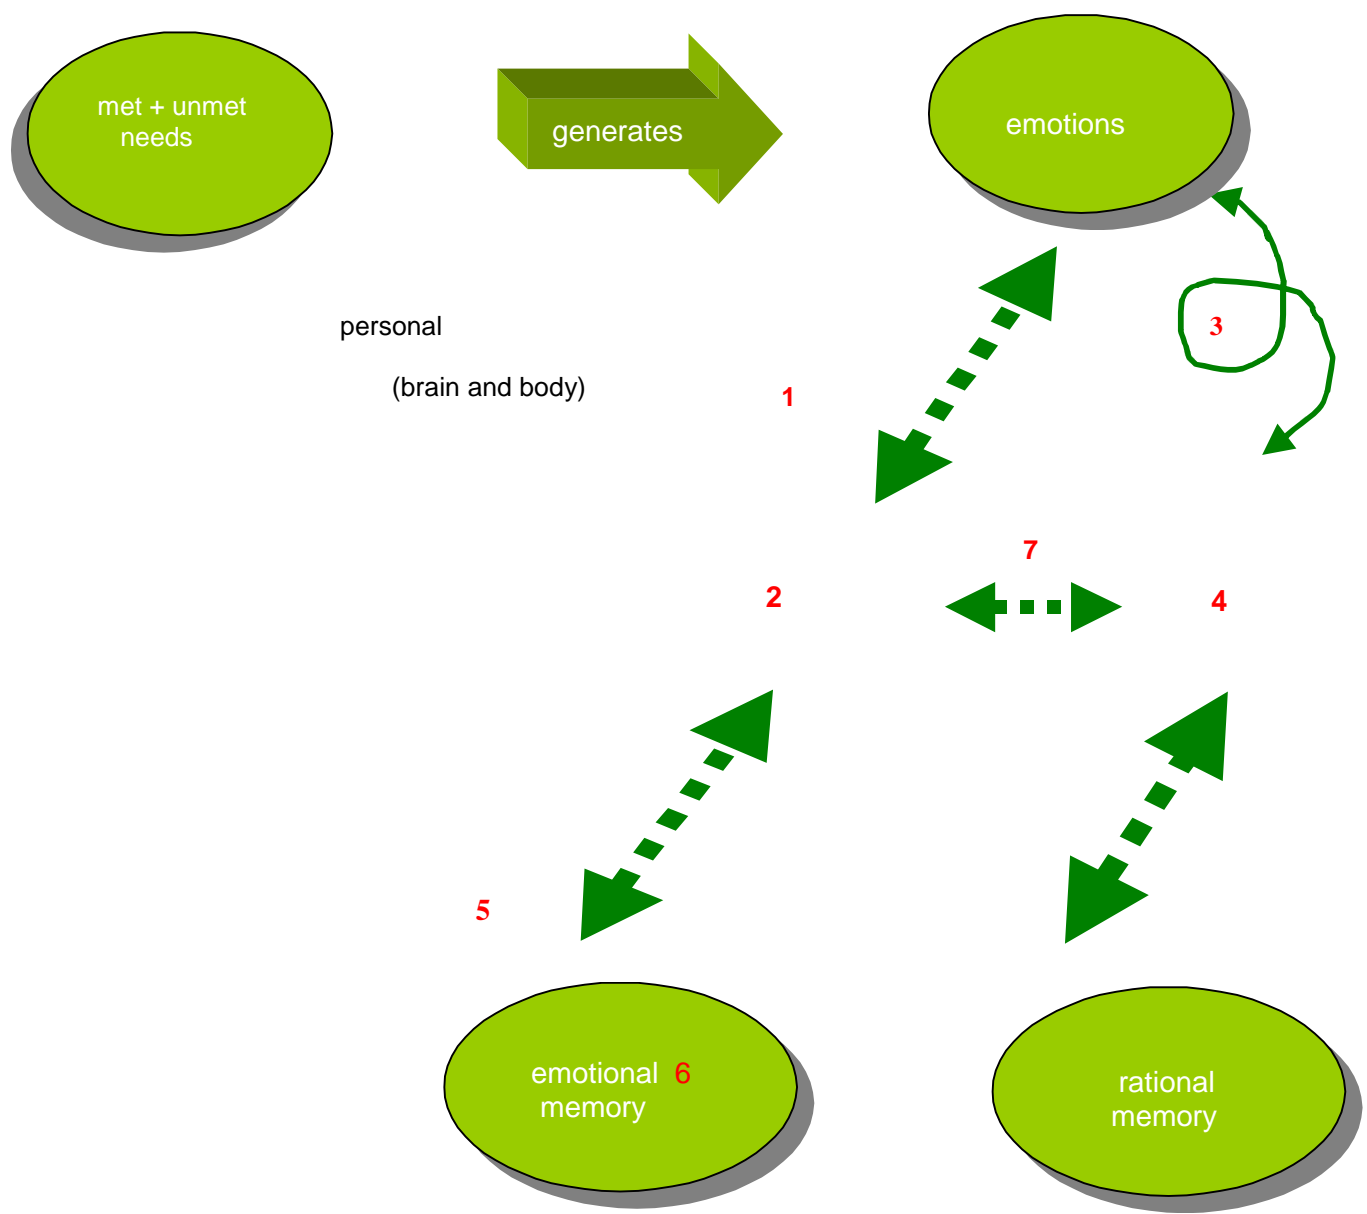 met + unmet
needs
generates
emotions
personal
3
(brain and body)
1
7
2
4
5
emotional 6
memory
rational
memory